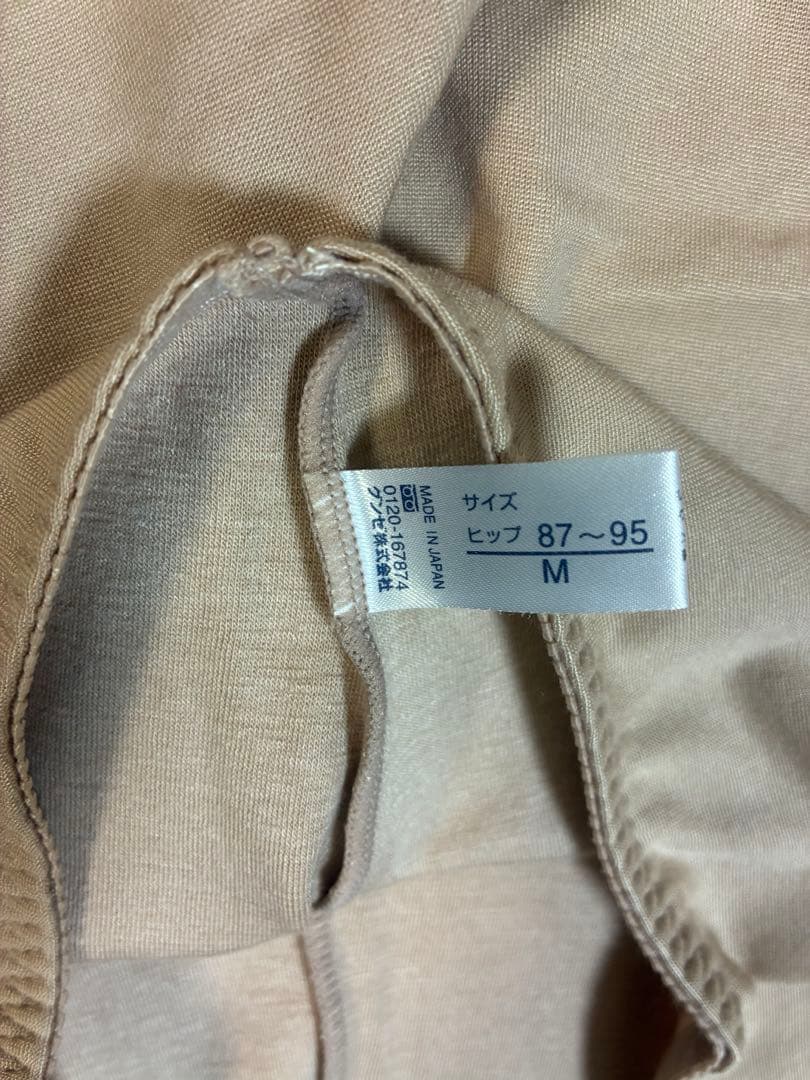 サイズ
ヒップ 87～95
M
MADE IN JAPAN
0120-167874
グンゼ株式会社